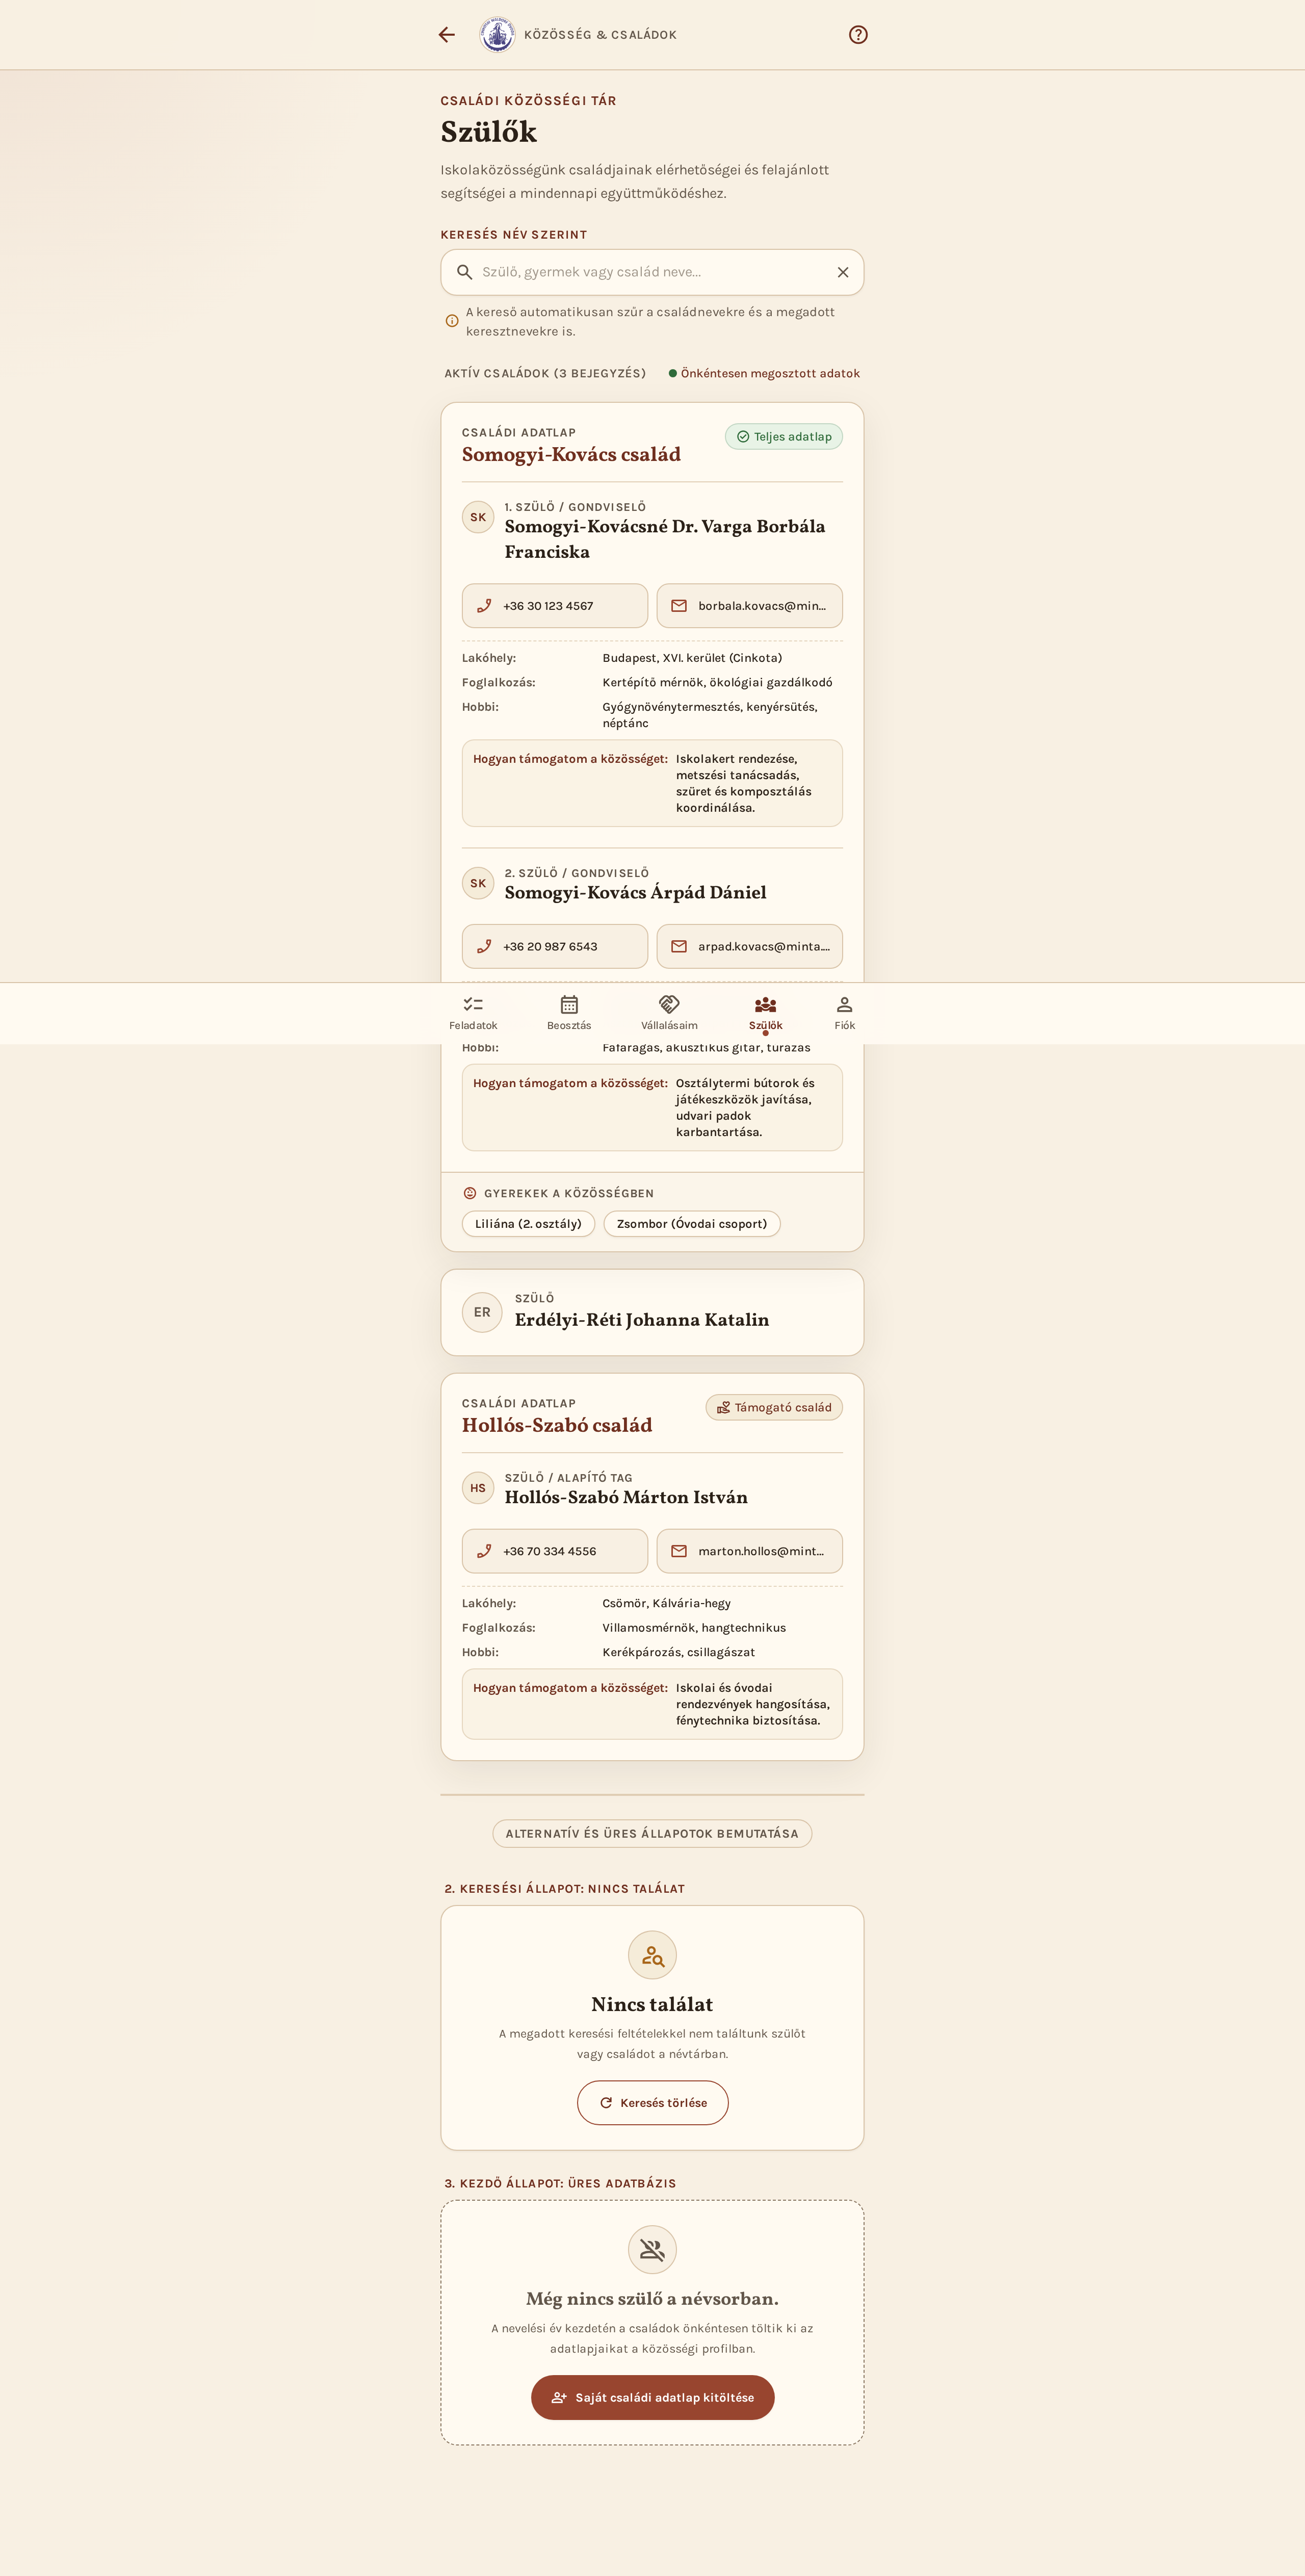 KÖZÖSSÉG & CSALÁDOK
CSALÁDI KÖZÖSSÉGI TÁR
Szülők
Iskolaközösségünk családjainak elérhetőségei és felajánlott
segítségei a mindennapi együttműködéshez.
KERESÉS NÉV SZERINT
Szülő, gyermek vagy család neve...
A kereső automatikusan szűr a családnevekre és a megadott
keresztnevekre is.
AKTÍV CSALÁDOK (3 BEJEGYZÉS)
Önkéntesen megosztott adatok
CSALÁDI ADATLAP
Teljes adatlap
Somogyi-Kovács család
SK
1. SZÜLŐ / GONDVISELŐ
Somogyi-Kovácsné Dr. Varga Borbála
Franciska
+36 30 123 4567
borbala.kovacs@min...
Lakóhely:
Budapest, XVI. kerület (Cinkota)
Foglalkozás:
Kertépítő mérnök, ökológiai gazdálkodó
Hobbi:
Gyógynövénytermesztés, kenyérsütés,
néptánc
Hogyan támogatom a közösséget:
Iskolakert rendezése,
metszési tanácsadás,
szüret és komposztálás
koordinálása.
SK
2. SZÜLŐ / GONDVISELŐ
Somogyi-Kovács Árpád Dániel
+36 20 987 6543
arpad.kovacs@minta....
Feladatok
Beosztás
Vállalásaim
Szülők
Fiók
Hobbi:
Fafaragás, akusztikus gitár, túrázás
Hogyan támogatom a közösséget:
Osztálytermi bútorok és
játékeszközök javítása,
udvari padok
karbantartása.
GYEREKEK A KÖZÖSSÉGBEN
Liliána (2. osztály)
Zsombor (Óvodai csoport)
ER
SZÜLŐ
Erdélyi-Réti Johanna Katalin
CSALÁDI ADATLAP
Támogató család
Hollós-Szabó család
HS
SZÜLŐ / ALAPÍTÓ TAG
Hollós-Szabó Márton István
+36 70 334 4556
marton.hollos@mint...
Lakóhely:
Csömör, Kálvária-hegy
Foglalkozás:
Villamosmérnök, hangtechnikus
Hobbi:
Kerékpározás, csillagászat
Hogyan támogatom a közösséget:
Iskolai és óvodai
rendezvények hangosítása,
fénytechnika biztosítása.
ALTERNATÍV ÉS ÜRES ÁLLAPOTOK BEMUTATÁSA
2. KERESÉSI ÁLLAPOT: NINCS TALÁLAT
Nincs találat
A megadott keresési feltételekkel nem találtunk szülőt
vagy családot a névtárban.
Keresés törlése
3. KEZDŐ ÁLLAPOT: ÜRES ADATBÁZIS
Még nincs szülő a névsorban.
A nevelési év kezdetén a családok önkéntesen töltik ki az
adatlapjaikat a közösségi profilban.
Saját családi adatlap kitöltése